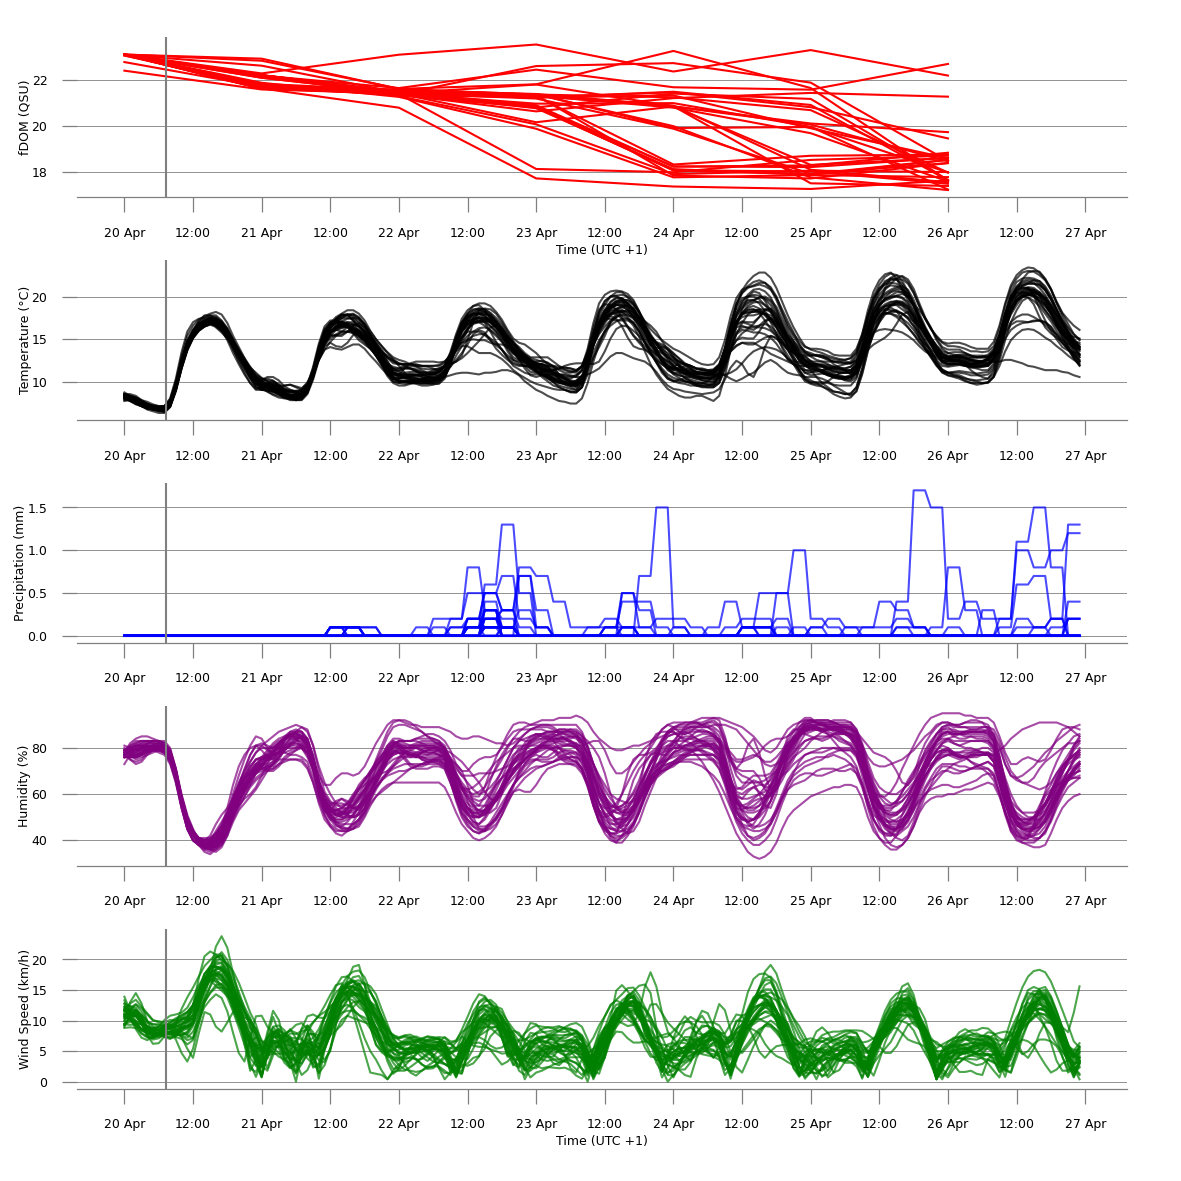 fDOM (QSU)
22
20
18
20 Apr 12:00 21 Apr 12:00 22 Apr 12:00 23 Apr 12:00 24 Apr 12:00 25 Apr 12:00 26 Apr 12:00 27 Apr
Time (UTC +1)
Temperature (°C)
20
15
10
20 Apr 12:00 21 Apr 12:00 22 Apr 12:00 23 Apr 12:00 24 Apr 12:00 25 Apr 12:00 26 Apr 12:00 27 Apr
Precipitation (mm)
1.5
1.0
0.5
0.0
20 Apr 12:00 21 Apr 12:00 22 Apr 12:00 23 Apr 12:00 24 Apr 12:00 25 Apr 12:00 26 Apr 12:00 27 Apr
Humidity (%)
80
60
40
20 Apr 12:00 21 Apr 12:00 22 Apr 12:00 23 Apr 12:00 24 Apr 12:00 25 Apr 12:00 26 Apr 12:00 27 Apr
Wind Speed (km/h)
20
15
10
5
0
20 Apr 12:00 21 Apr 12:00 22 Apr 12:00 23 Apr 12:00 24 Apr 12:00 25 Apr 12:00 26 Apr 12:00 27 Apr
Time (UTC +1)